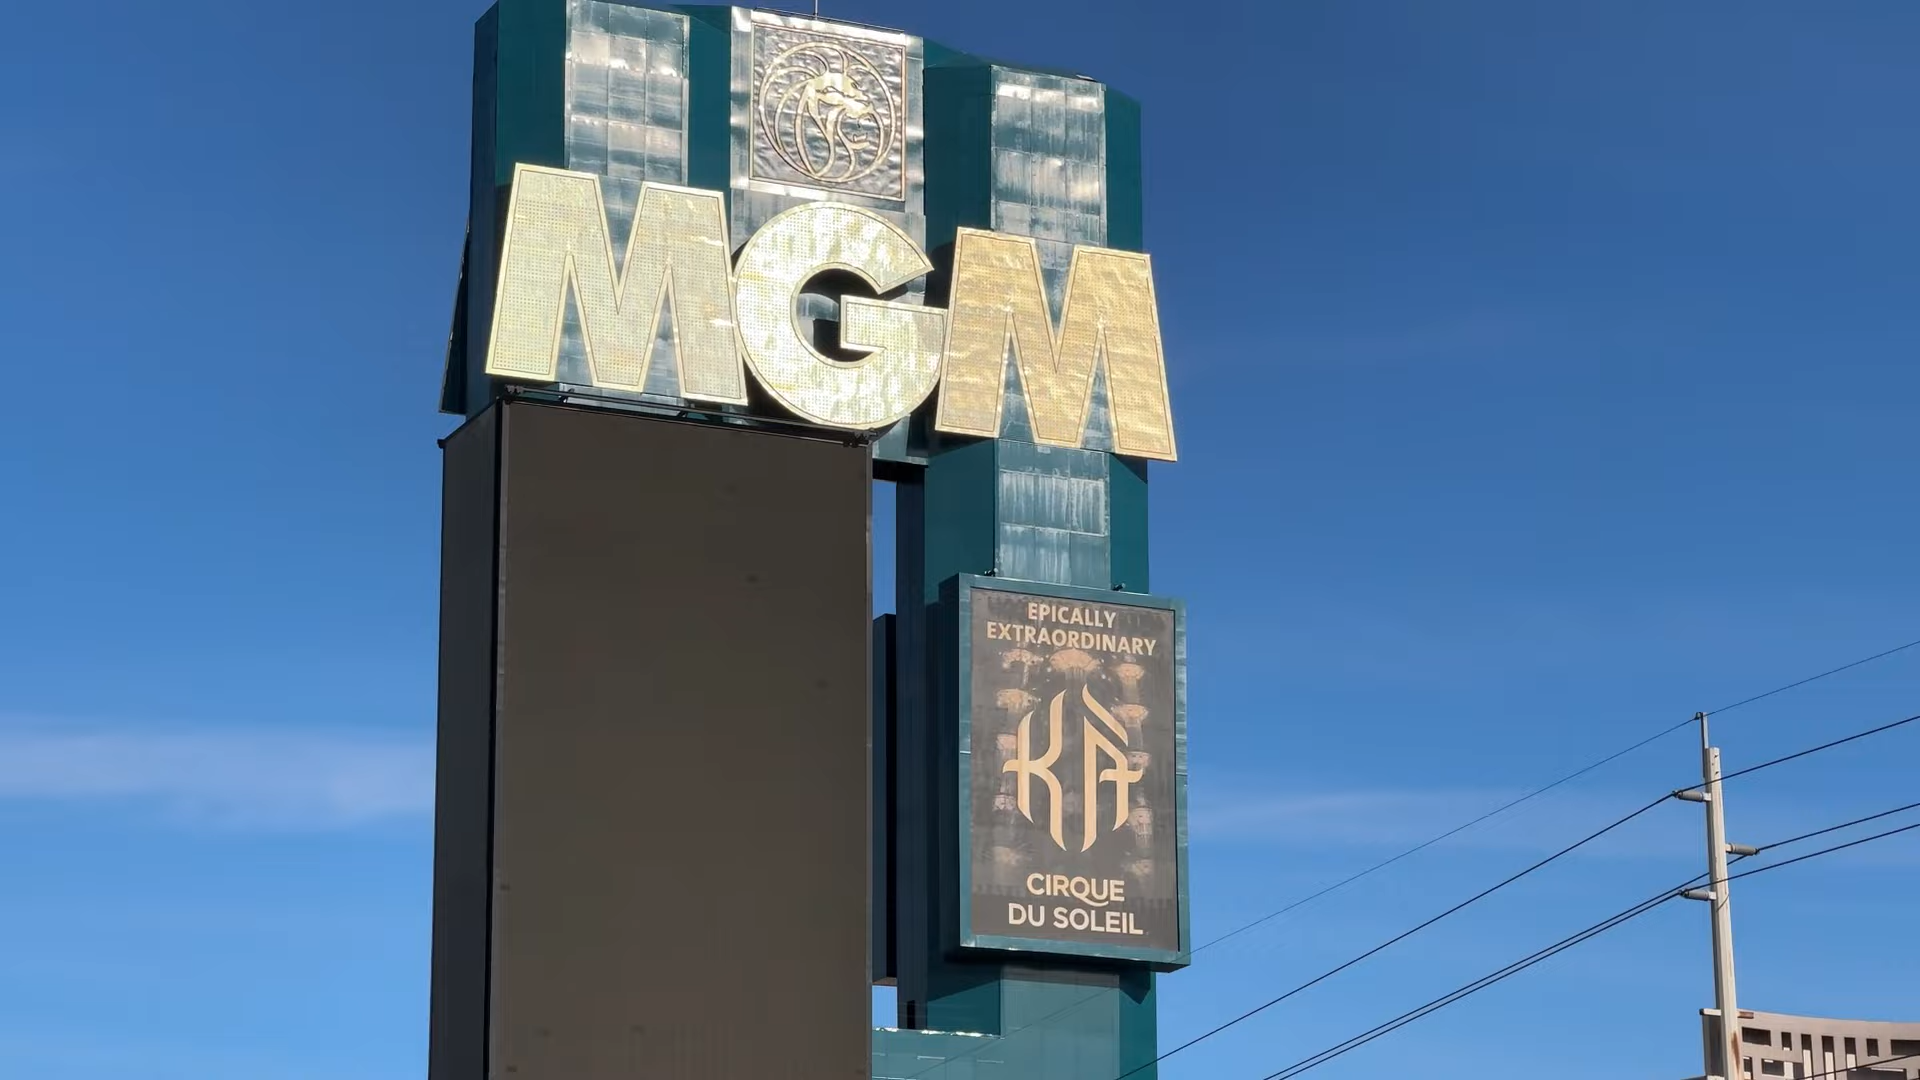 MGM
EPICALLY
EXTRAORDINARY
KÀ
CIRQUE
DU SOLEIL